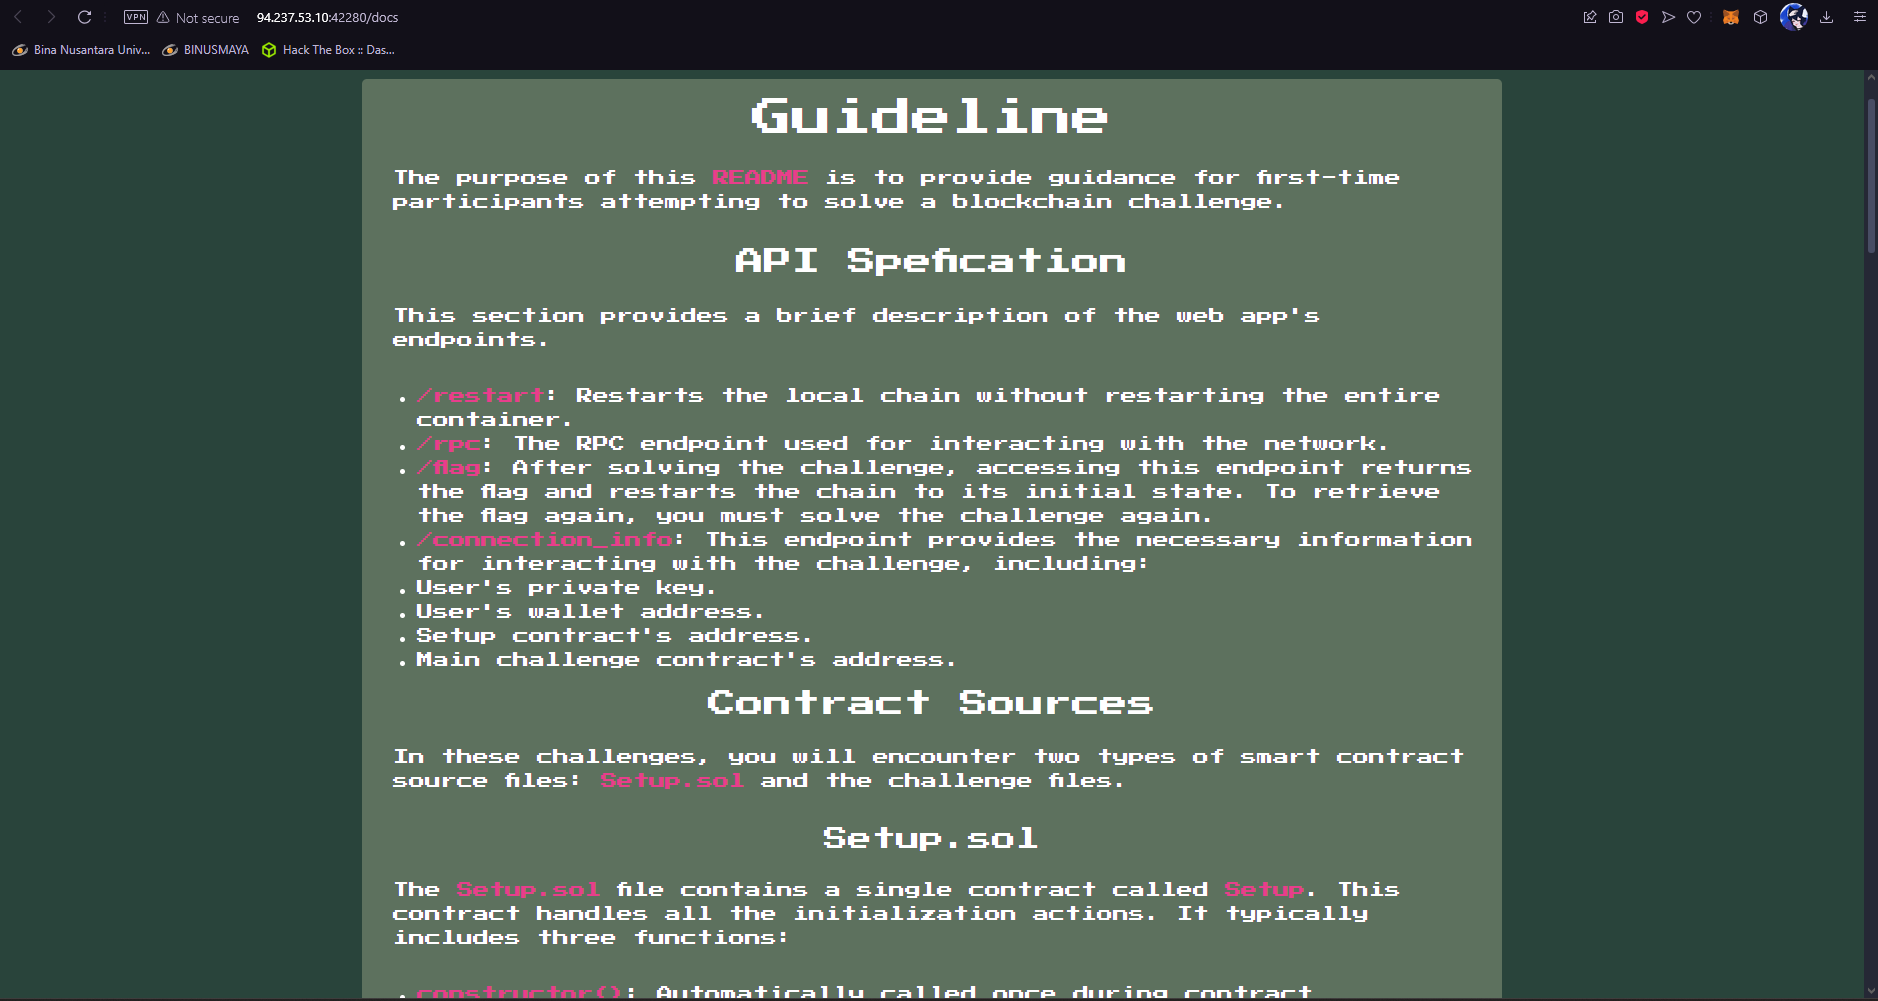 VPN Not secure 94.237.53.10:42280/docs
Bina Nusantara Univ... BINUSMAYA Hack The Box :: Das...
Guideline
The purpose of this README is to provide guidance for first-time
participants attempting to solve a blockchain challenge.
API Spefication
This section provides a brief description of the web app's
endpoints.
• /restart: Restarts the local chain without restarting the entire
container.
• /rpc: The RPC endpoint used for interacting with the network.
• /flag: After solving the challenge, accessing this endpoint returns
the flag and restarts the chain to its initial state. To retrieve
the flag again, you must solve the challenge again.
• /connection_info: This endpoint provides the necessary information
for interacting with the challenge, including:
• User's private key.
• User's wallet address.
• Setup contract's address.
• Main challenge contract's address.
Contract Sources
In these challenges, you will encounter two types of smart contract
source files: Setup.sol and the challenge files.
Setup.sol
The Setup.sol file contains a single contract called Setup. This
contract handles all the initialization actions. It typically
includes three functions:
• constructor(): Automatically called once during contract